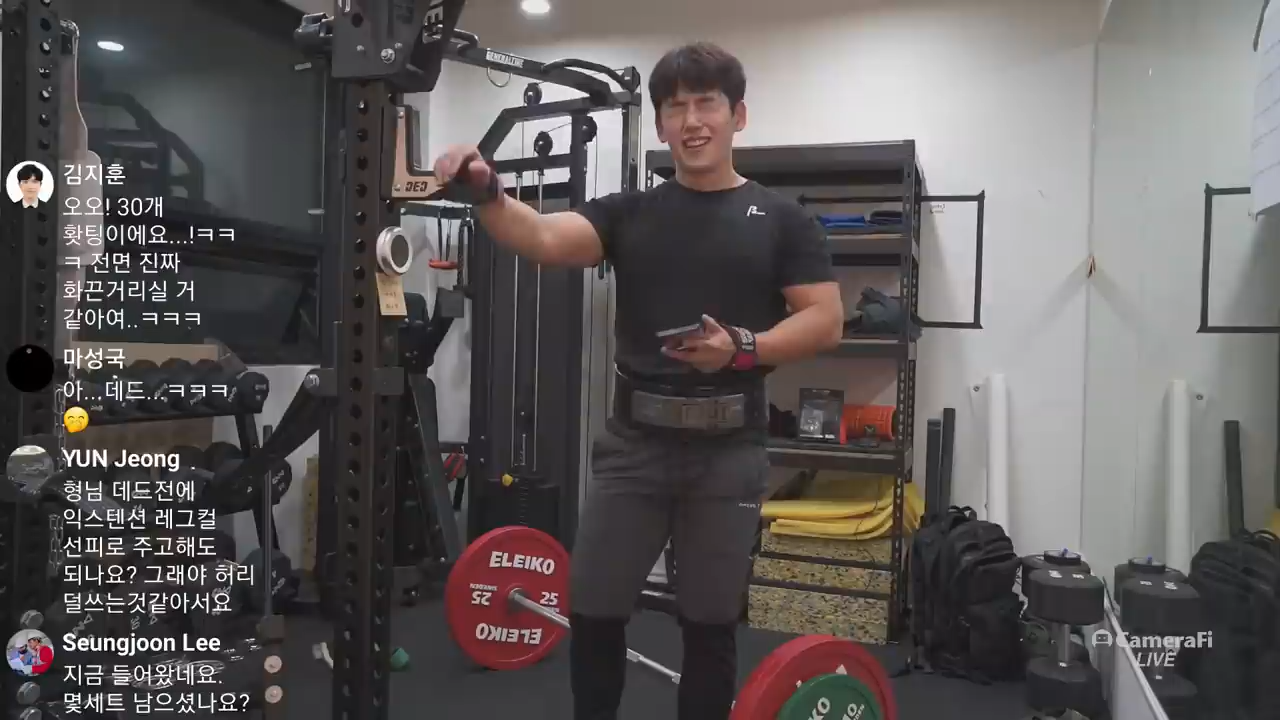 김지훈
오오! 30개
홧팅이에요...!ㅋㅋ
ㅋ 전면 진짜
화끈거리실 거
같아여..ㅋㅋㅋ
마성국
아...데드...ㅋㅋㅋ
🤭
YUN Jeong
형님 데드전에
익스텐션 레그컬
선피로 주고해도
되나요? 그래야 허리
덜쓰는것같아서요
Seungjoon Lee
지금 들어왔네요.
몇세트 남으셨나요?
ELEIKO
25
25
ELEIKO
CameraFi
LIVE